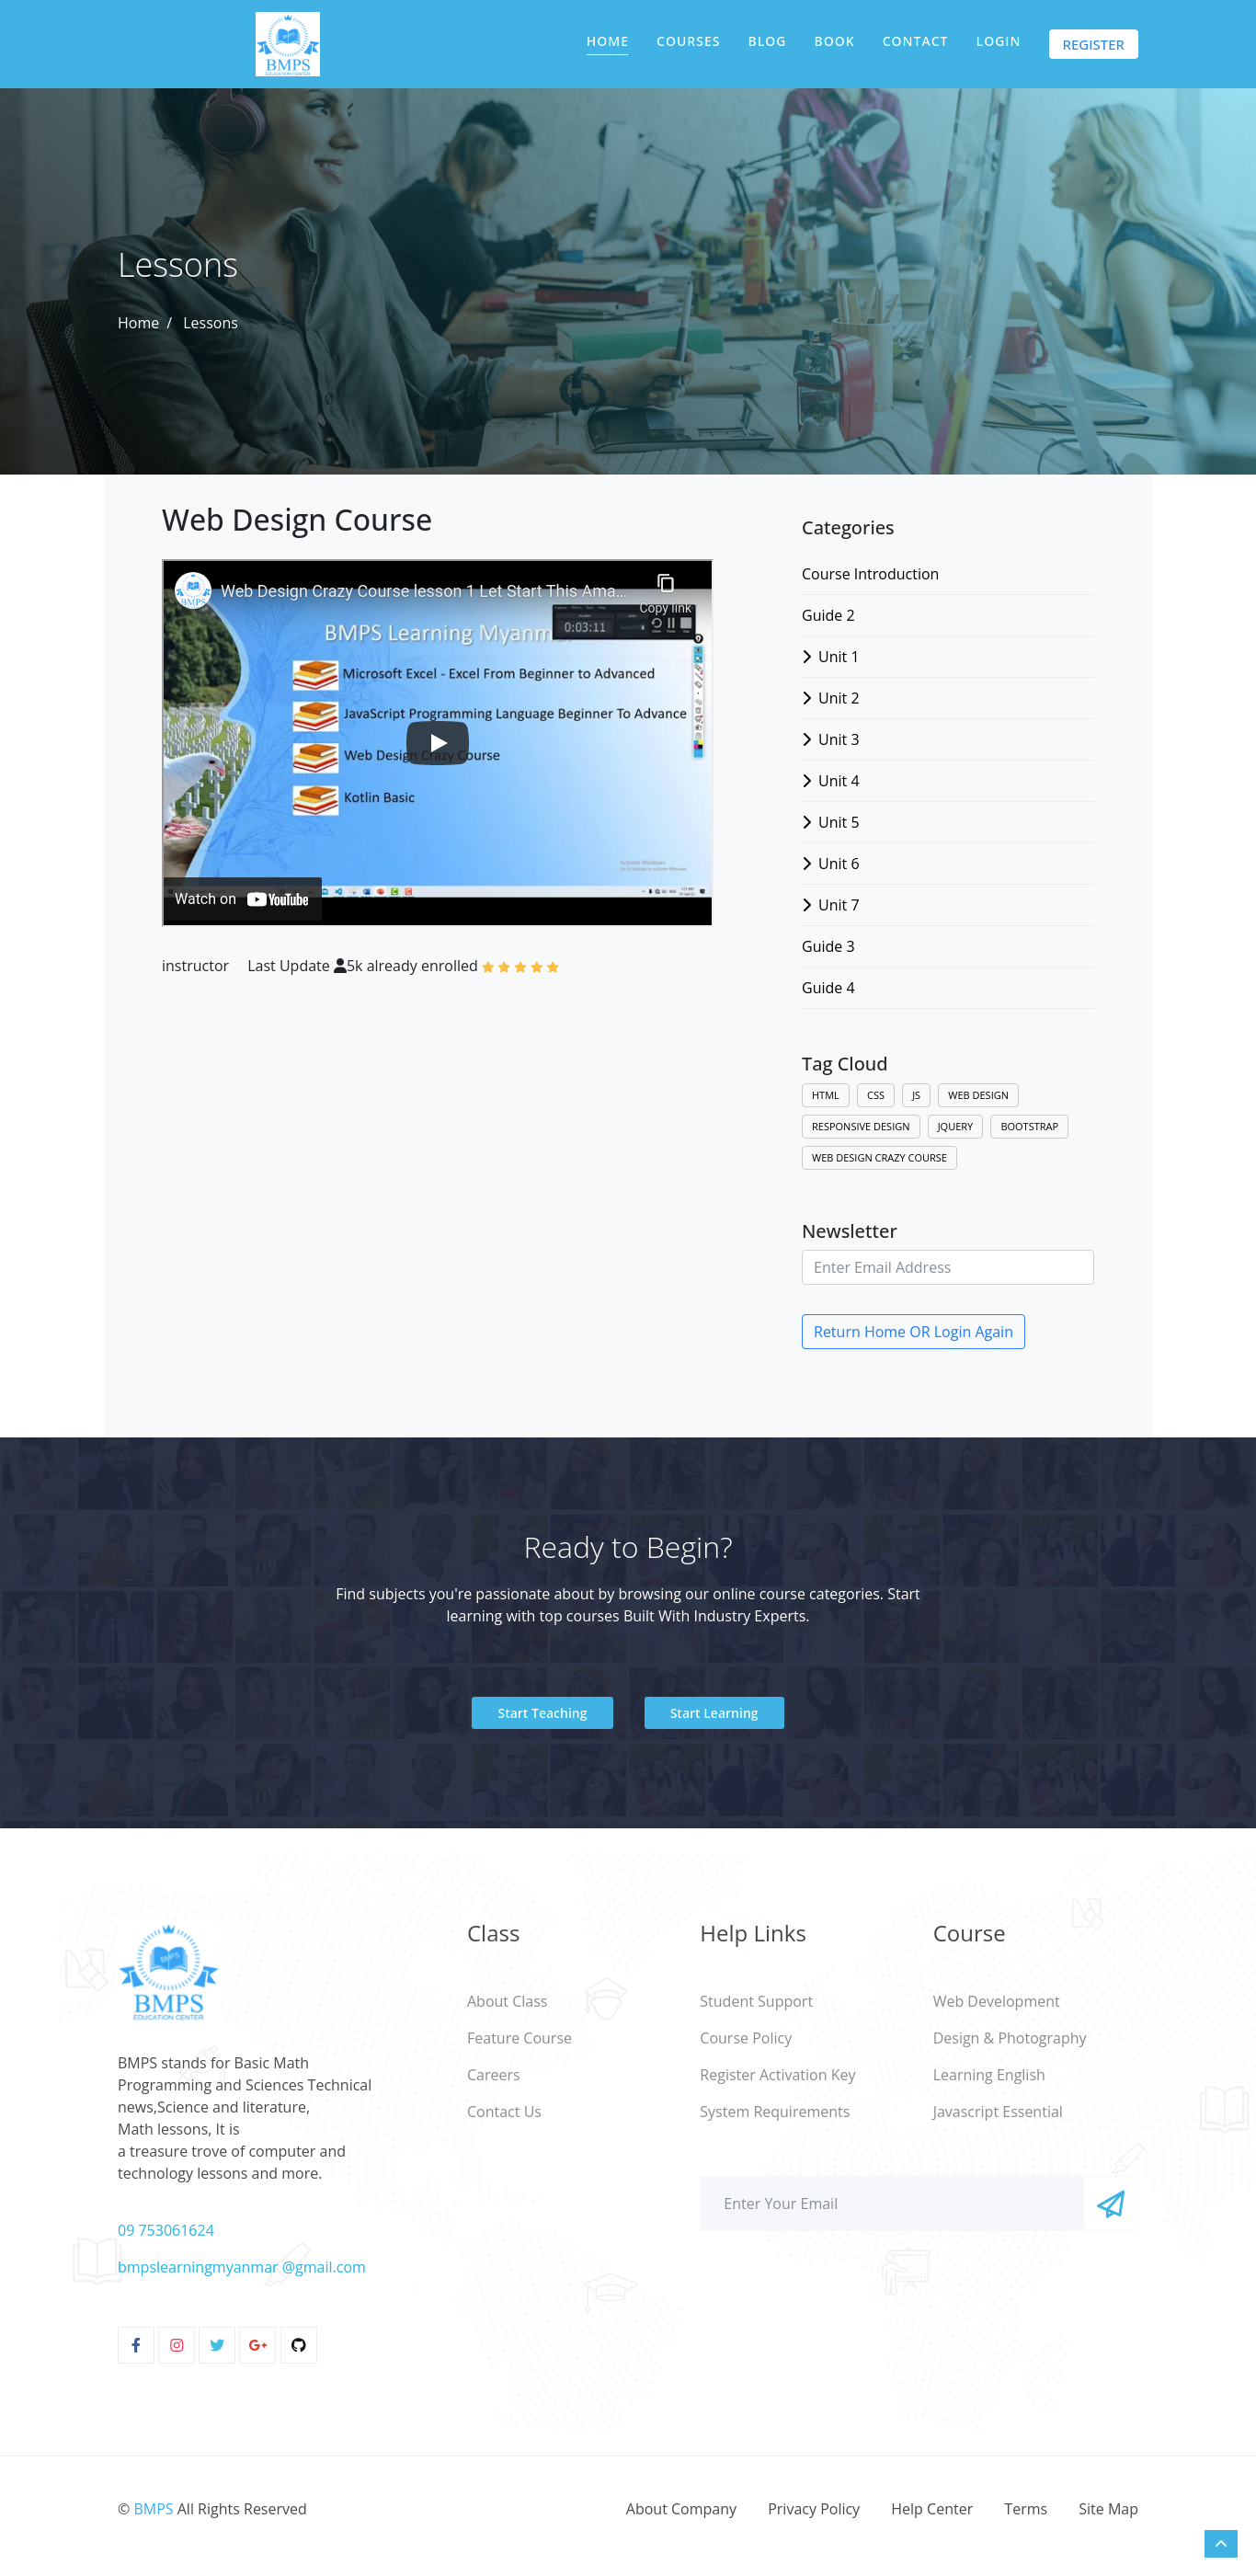 BMPS
EDUCATION CENTER
HOME COURSES BLOG BOOK CONTACT LOGIN REGISTER
Lessons
Home / Lessons
Web Design Course
BMPS
Web Design Crazy Course lesson 1 Let Start This Ama...
Copy link
BMPS Learning Myanm
0:03:11
Microsoft Excel - Excel From Beginner to Advanced
JavaScript Programming Language Beginner To Advance
Web Design Crazy Course
Kotlin Basic
Activate Windows
Watch on YouTube
instructor Last Update 5k already enrolled
Categories
Course Introduction
Guide 2
Unit 1
Unit 2
Unit 3
Unit 4
Unit 5
Unit 6
Unit 7
Guide 3
Guide 4
Tag Cloud
HTML CSS JS WEB DESIGN
RESPONSIVE DESIGN JQUERY BOOTSTRAP
WEB DESIGN CRAZY COURSE
Newsletter
Enter Email Address
Return Home OR Login Again
Ready to Begin?
Find subjects you're passionate about by browsing our online course categories. Start
learning with top courses Built With Industry Experts.
Start Teaching Start Learning
BMPS
EDUCATION CENTER
BMPS stands for Basic Math
Programming and Sciences Technical
news,Science and literature,
Math lessons, It is
a treasure trove of computer and
technology lessons and more.
09 753061624
bmpslearningmyanmar @gmail.com
Class
About Class
Feature Course
Careers
Contact Us
Help Links
Student Support
Course Policy
Register Activation Key
System Requirements
Course
Web Development
Design & Photography
Learning English
Javascript Essential
Enter Your Email
© BMPS All Rights Reserved
About Company Privacy Policy Help Center Terms Site Map